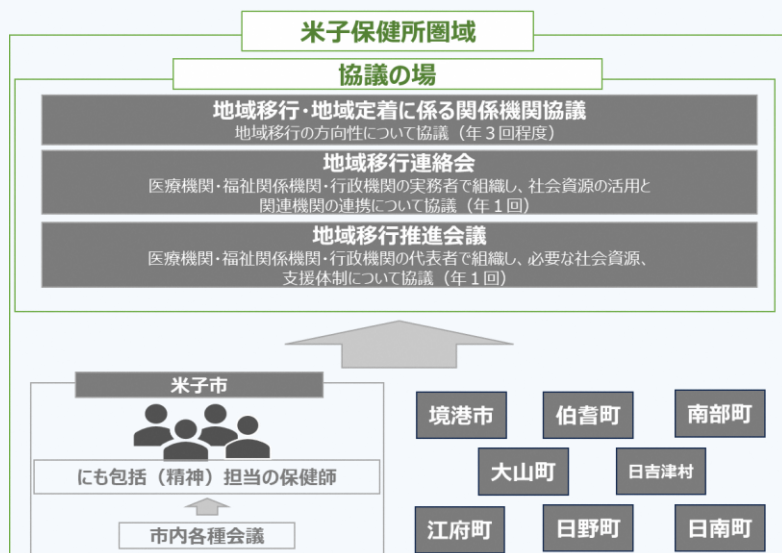 米子保健所圏域
協議の場
地域移行・地域定着に係る関係機関協議
地域移行の方向性について協議（年３回程度）
地域移行連絡会
医療機関・福祉関係機関・行政機関の実務者で組織し、社会資源の活用と
関連機関の連携について協議（年１回）
地域移行推進会議
医療機関・福祉関係機関・行政機関の代表者で組織し、必要な社会資源、
支援体制について協議（年１回）
米子市
にも包括（精神）担当の保健師
市内各種会議
境港市
伯耆町
南部町
大山町
日吉津村
江府町
日野町
日南町